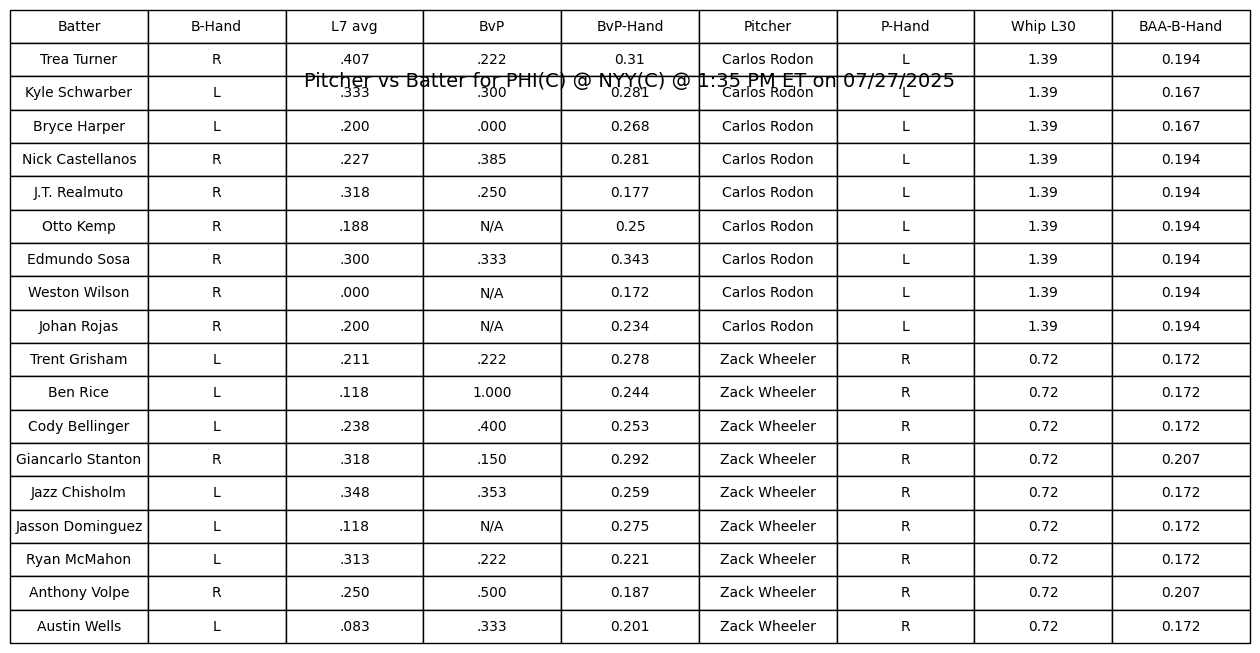 Batter B-Hand L7 avg BvP BvP-Hand Pitcher P-Hand Whip L30 BAA-B-Hand
Trea Turner R .407 .222 0.31 Carlos Rodon L 1.39 0.194
Pitcher vs Batter for PHI(C) @ NYY(C) @ 1:35 PM ET on 07/27/2025
Kyle Schwarber L .333 .300 0.281 Carlos Rodon L 1.39 0.167
Bryce Harper L .200 .000 0.268 Carlos Rodon L 1.39 0.167
Nick Castellanos R .227 .385 0.281 Carlos Rodon L 1.39 0.194
J.T. Realmuto R .318 .250 0.177 Carlos Rodon L 1.39 0.194
Otto Kemp R .188 N/A 0.25 Carlos Rodon L 1.39 0.194
Edmundo Sosa R .300 .333 0.343 Carlos Rodon L 1.39 0.194
Weston Wilson R .000 N/A 0.172 Carlos Rodon L 1.39 0.194
Johan Rojas R .200 N/A 0.234 Carlos Rodon L 1.39 0.194
Trent Grisham L .211 .222 0.278 Zack Wheeler R 0.72 0.172
Ben Rice L .118 1.000 0.244 Zack Wheeler R 0.72 0.172
Cody Bellinger L .238 .400 0.253 Zack Wheeler R 0.72 0.172
Giancarlo Stanton R .318 .150 0.292 Zack Wheeler R 0.72 0.207
Jazz Chisholm L .348 .353 0.259 Zack Wheeler R 0.72 0.172
Jasson Dominguez L .118 N/A 0.275 Zack Wheeler R 0.72 0.172
Ryan McMahon L .313 .222 0.221 Zack Wheeler R 0.72 0.172
Anthony Volpe R .250 .500 0.187 Zack Wheeler R 0.72 0.207
Austin Wells L .083 .333 0.201 Zack Wheeler R 0.72 0.172